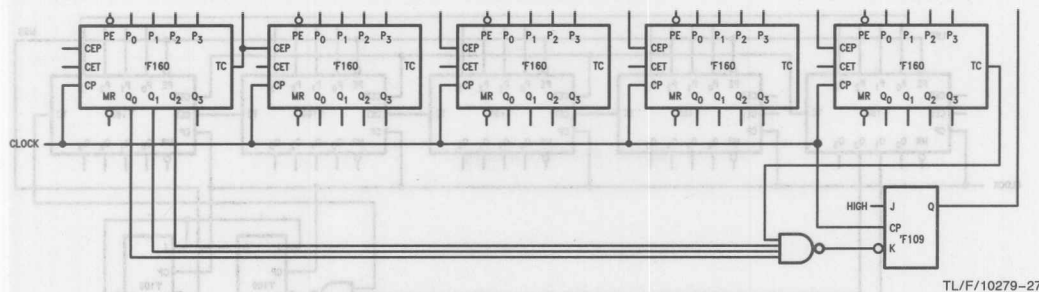 PE P0 P1 P2 P3
CEP
CET 'F160 TC
CP
MR Q0 Q1 Q2 Q3
PE P0 P1 P2 P3
CEP
CET 'F160
CP
MR Q0 Q1 Q2 Q3
PE P0 P1 P2 P3
CEP
CET 'F160
CP
MR Q0 Q1 Q2 Q3
PE P0 P1 P2 P3
CEP
CET 'F160
CP
MR Q0 Q1 Q2 Q3
PE P0 P1 P2 P3
CEP
CET 'F160 TC
CP
MR Q0 Q1 Q2 Q3
CLOCK
HIGH J Q
CP
'F109
K
TL/F/10279-27